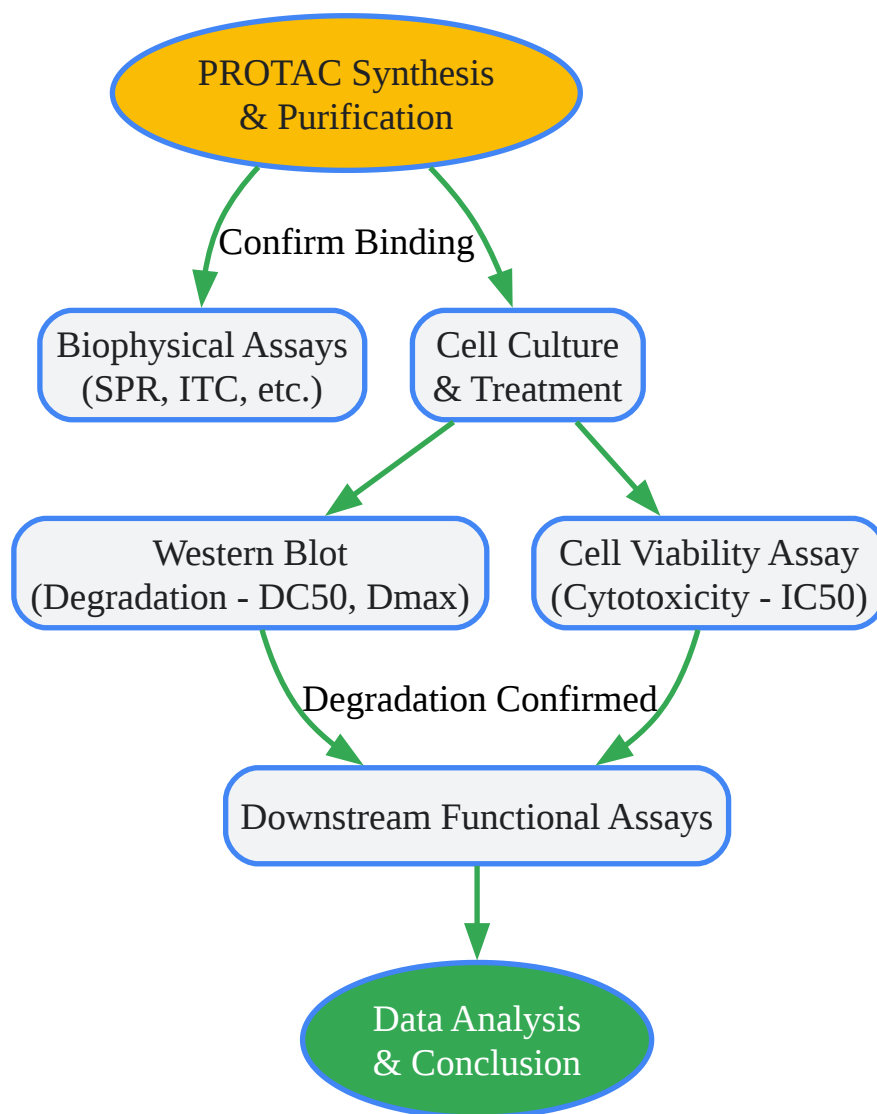 PROTAC Synthesis
& Purification
Confirm Binding
Biophysical Assays
(SPR, ITC, etc.)
Cell Culture
& Treatment
Western Blot
(Degradation - DC50, Dmax)
Cell Viability Assay
(Cytotoxicity - IC50)
Degradation Confirmed
Downstream Functional Assays
Data Analysis
& Conclusion